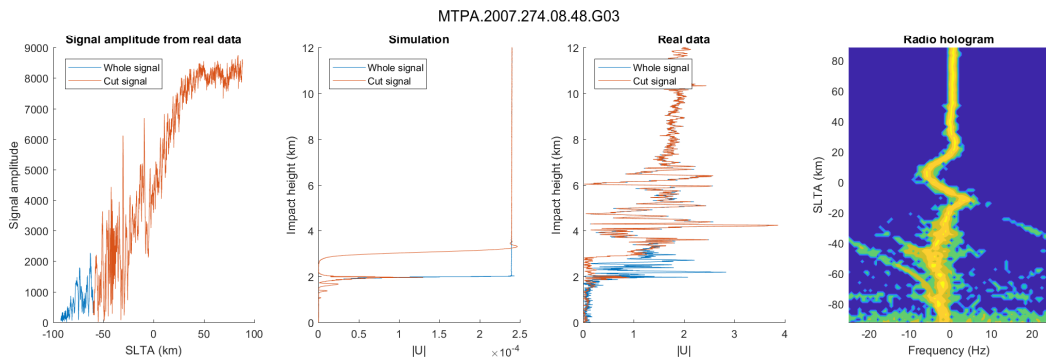 MTPA.2007.274.08.48.G03
Signal amplitude from real data
Whole signal
Cut signal
Signal amplitude
9000
8000
7000
6000
5000
4000
3000
2000
1000
0
-100
-50
0
50
100
SLTA (km)
Simulation
Whole signal
Cut signal
Impact height (km)
12
10
8
6
4
2
0
0
0.5
1
1.5
2
2.5
|U|
× 10⁻⁴
Real data
Whole signal
Cut signal
Impact height (km)
12
10
8
6
4
2
0
0
1
2
3
4
|U|
Radio hologram
SLTA (km)
80
60
40
20
0
-20
-40
-60
-80
-20
-10
0
10
20
Frequency (Hz)